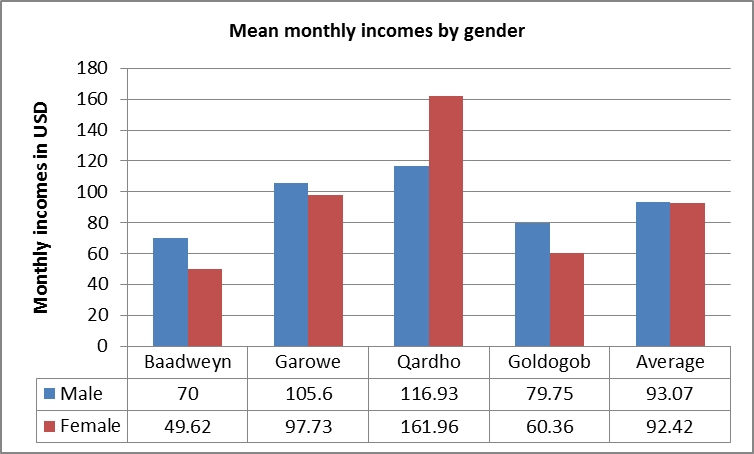 Mean monthly incomes by gender
Monthly incomes in USD
180
160
140
120
100
80
60
40
20
0
Baadweyn Garowe Qardho Goldogob Average
Male 70 105.6 116.93 79.75 93.07
Female 49.62 97.73 161.96 60.36 92.42